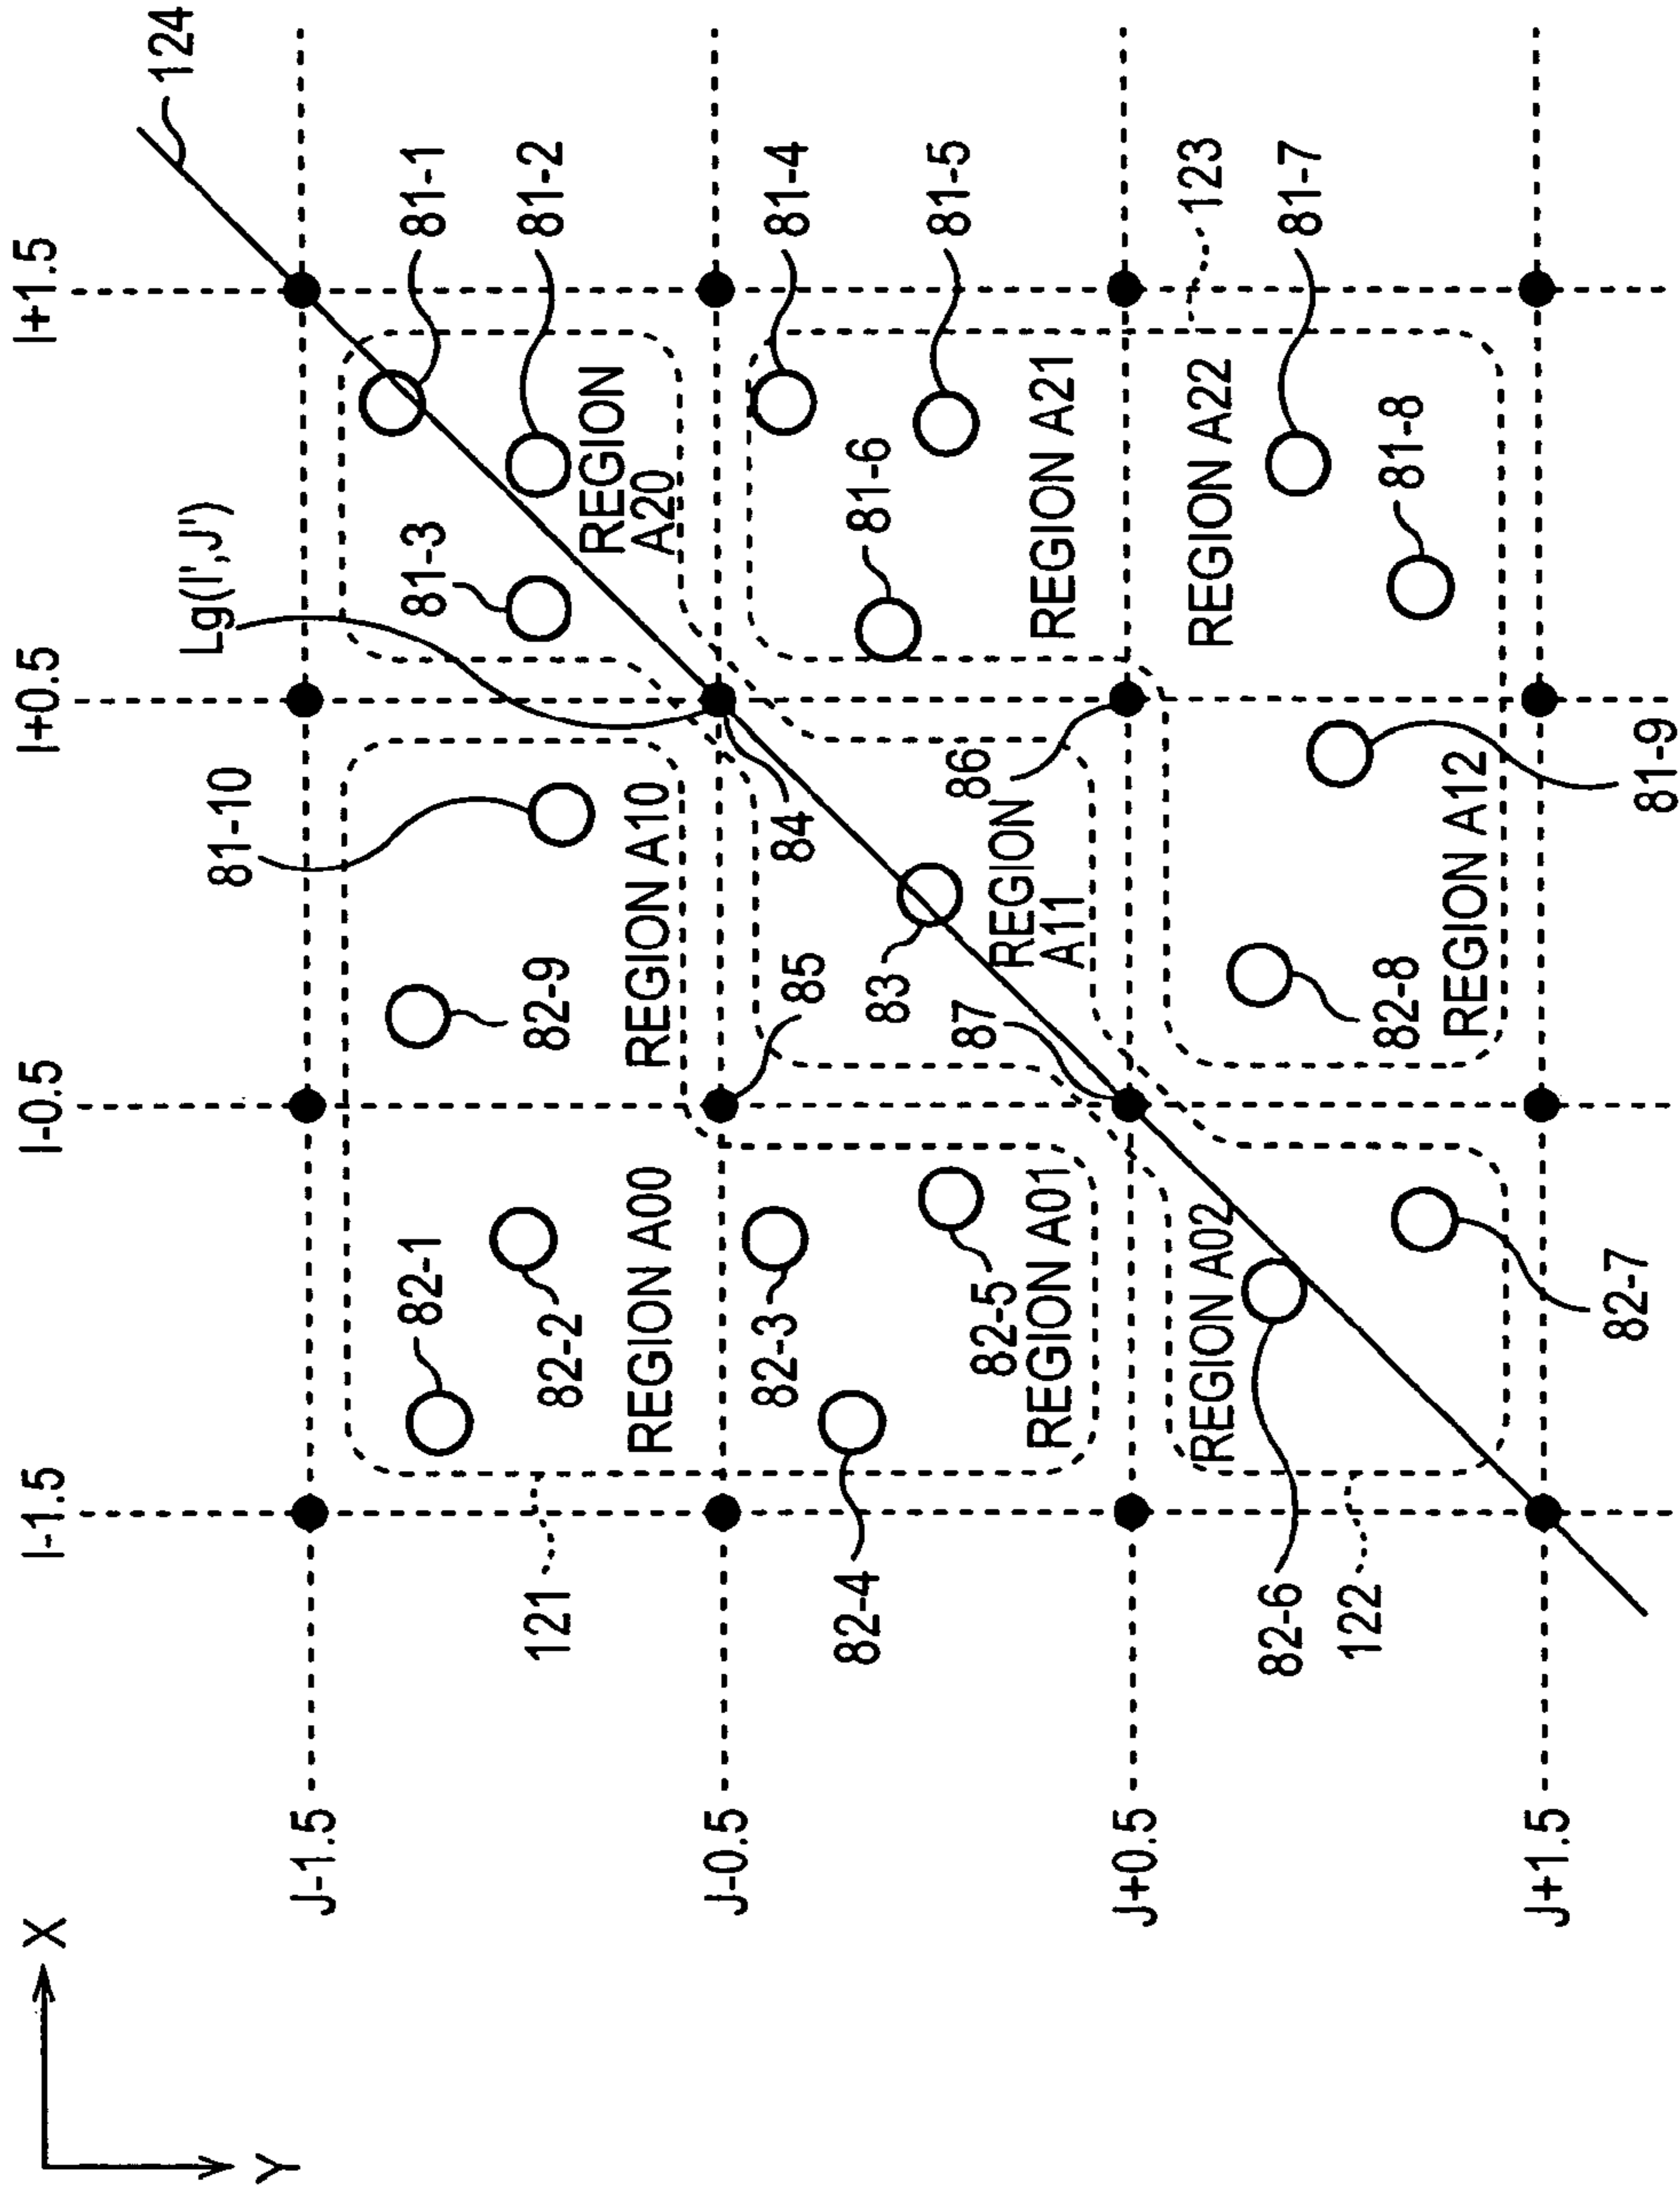 X
I-1.5
I-0.5
I+0.5
I+1.5
124
Lg(I',J')
81-10
Y
J-1.5
82-1
81-3
81-1
121
82-2
82-9
81-2
REGION
A20
REGION A00
REGION A10
J-0.5
82-3
85
84
81-4
82-4
81-6
83
81-5
82-5
87
86
REGION
A11
REGION A01
REGION A21
J+0.5
123
REGION A02
REGION A22
82-6
81-7
122
82-8
81-8
REGION A12
J+1.5
82-7
81-9